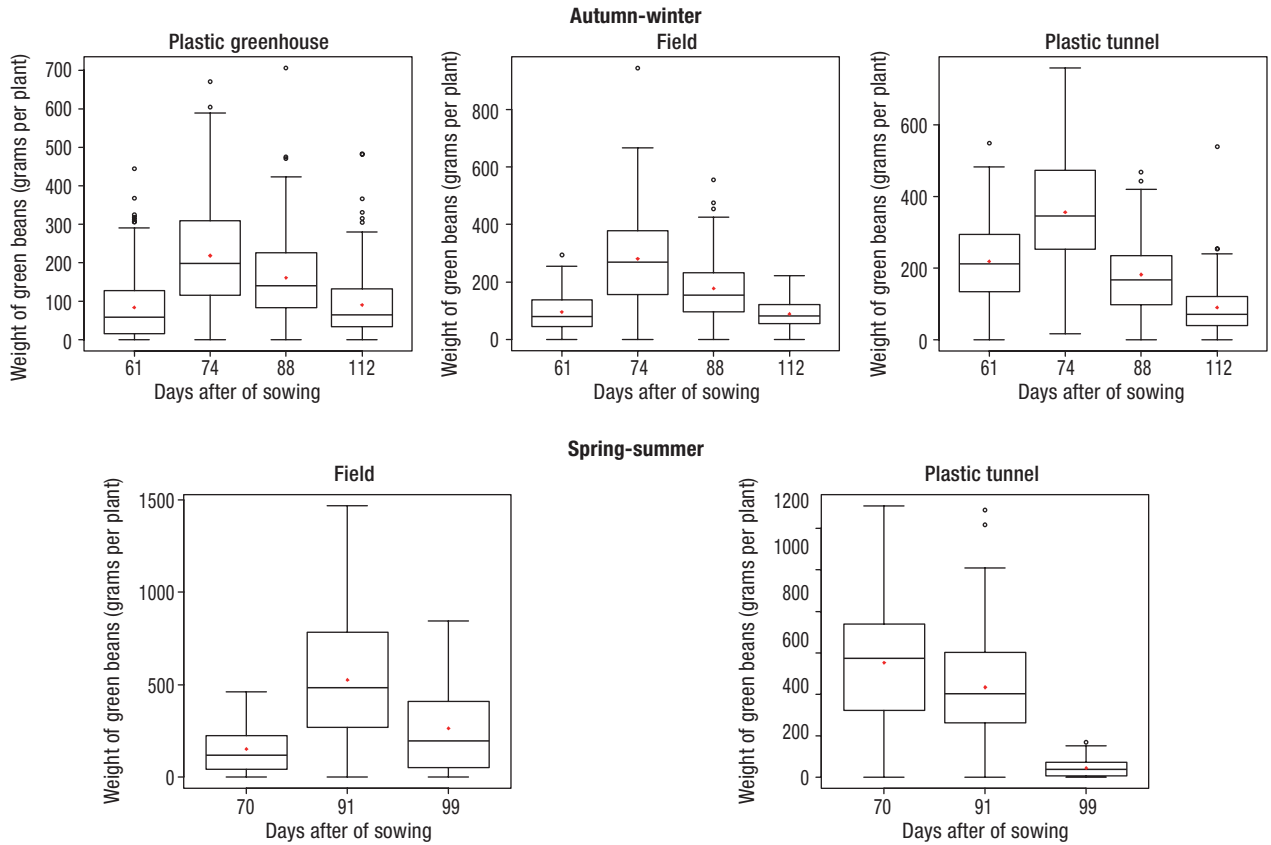 Autumn-winter
Plastic greenhouse
Weight of green beans (grams per plant)
700
600
500
400
300
200
100
0
61 74 88 112
Days after of sowing
Field
Weight of green beans (grams per plant)
800
600
400
200
0
61 74 88 112
Days after of sowing
Plastic tunnel
Weight of green beans (grams per plant)
600
400
200
0
61 74 88 112
Days after of sowing
Spring-summer
Field
Weight of green beans (grams per plant)
1500
1000
500
0
70 91 99
Days after of sowing
Plastic tunnel
Weight of green beans (grams per plant)
1200
1000
800
600
400
200
0
70 91 99
Days after of sowing